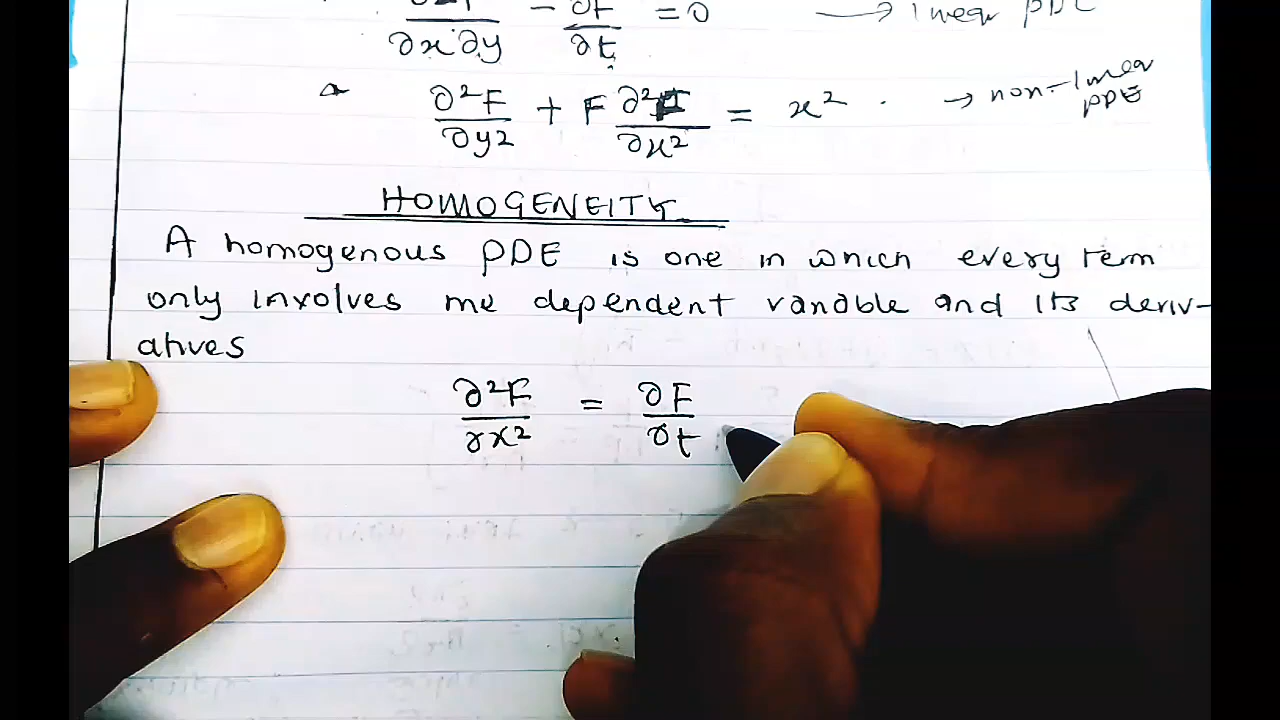 ∂x∂y ∂t = 0 → linear PDE
∂²F/∂y² + F ∂²F/∂x² = x² . → non-linear PDE
HOMOGENEITY
A homogenous PDE is one in which every term
only involves the dependent variable and its deriv-
atives
∂²F/∂x² = ∂F/∂t